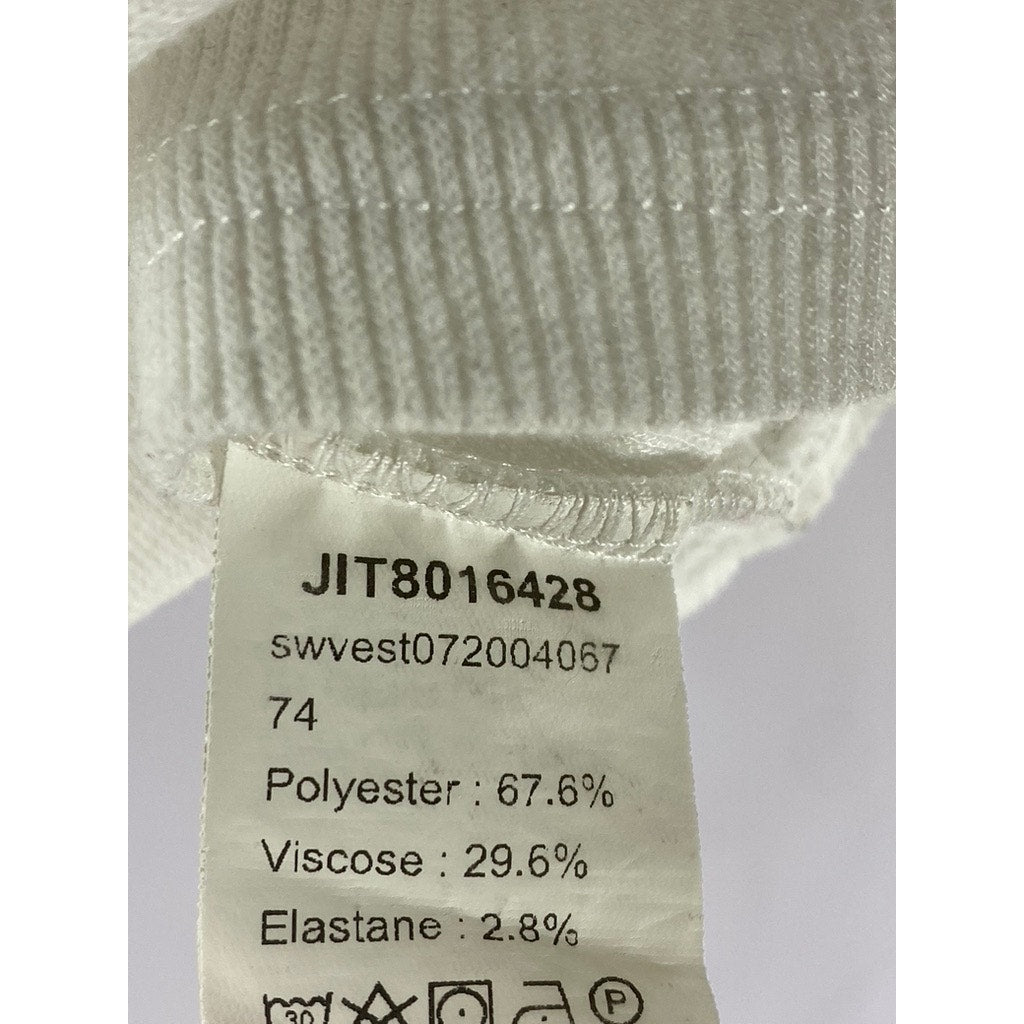 JIT8016428
swvest072004067
74
Polyester : 67.6%
Viscose : 29.6%
Elastane : 2.8%
30 P